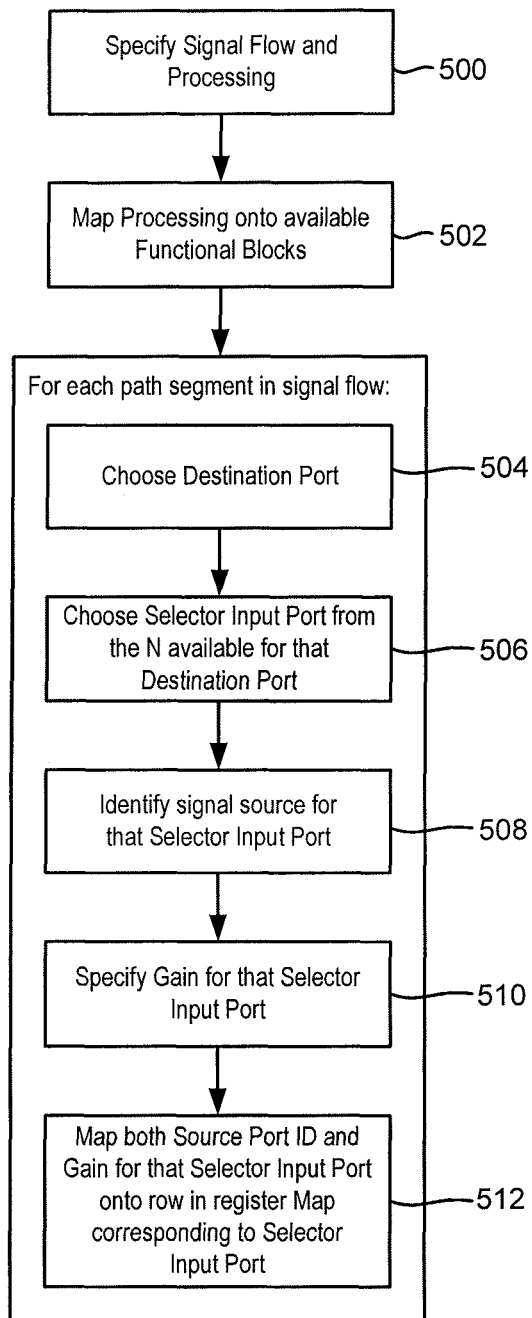 Specify Signal Flow and
Processing
500
Map Processing onto available
Functional Blocks
502
For each path segment in signal flow:
Choose Destination Port
504
Choose Selector Input Port from
the N available for that
Destination Port
506
Identify signal source for
that Selector Input Port
508
Specify Gain for that Selector
Input Port
510
Map both Source Port ID and
Gain for that Selector Input Port
onto row in register Map
corresponding to Selector
Input Port
512